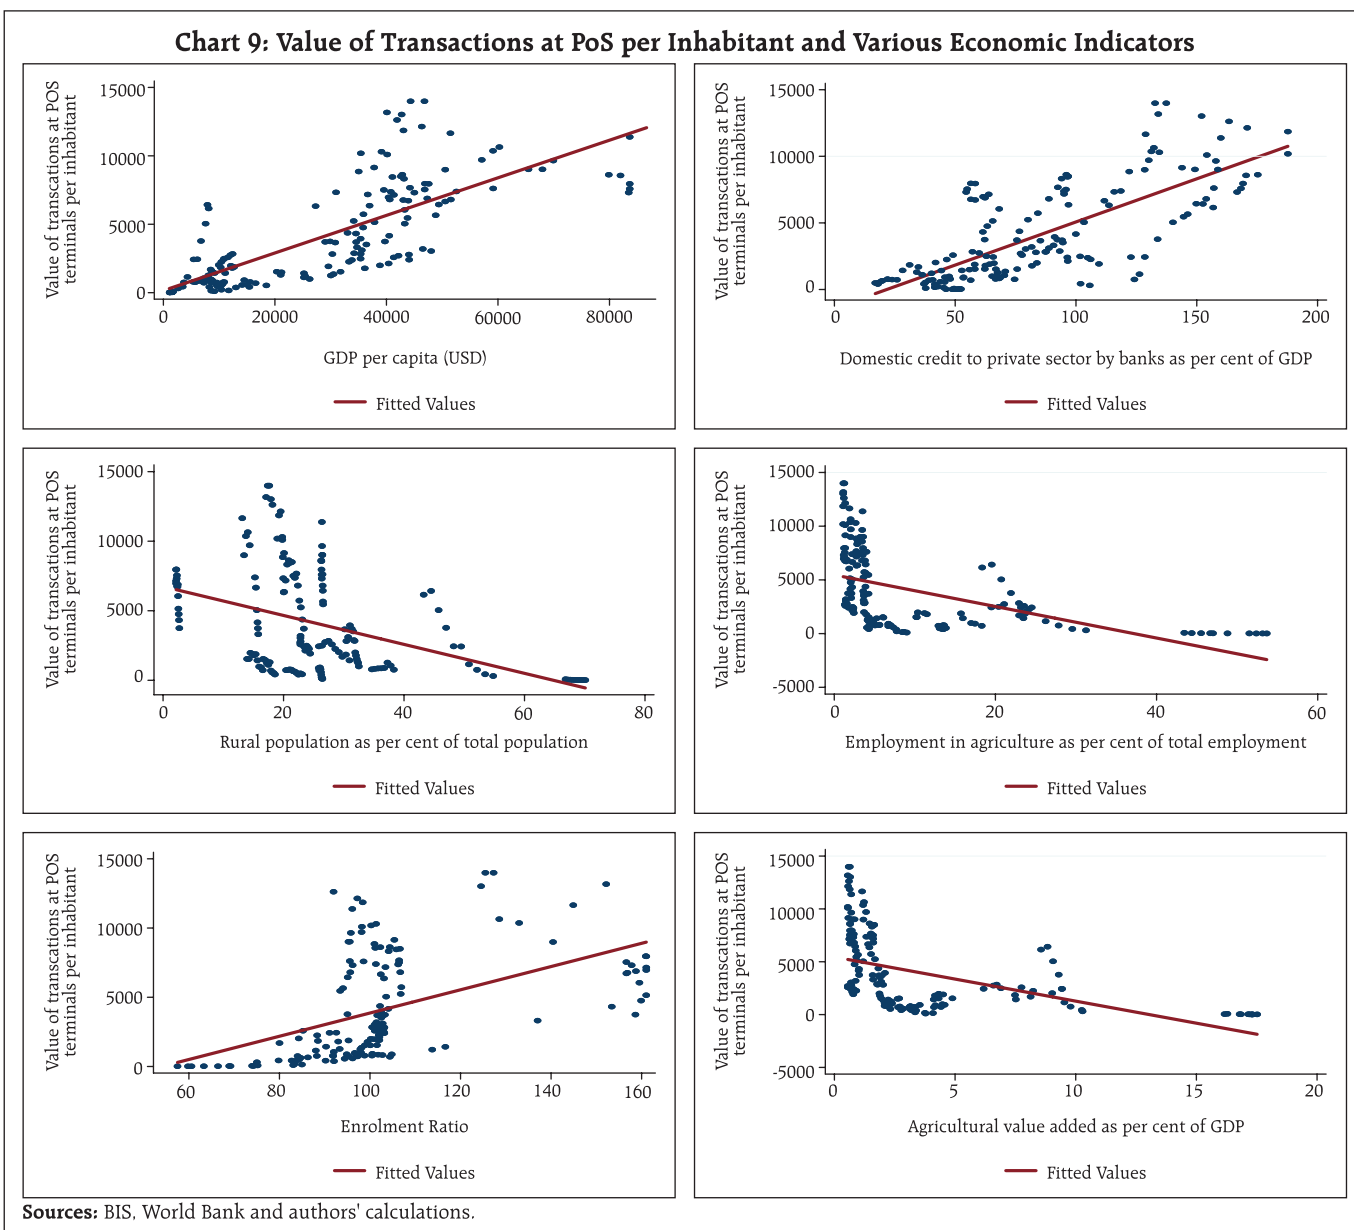 Chart 9: Value of Transactions at PoS per Inhabitant and Various Economic Indicators
Value of transcations at POS
terminals per inhabitant
15000
10000
5000
0
0 20000 40000 60000 80000
GDP per capita (USD)
Fitted Values
Value of transcations at POS
terminals per inhabitant
15000
10000
5000
0
0 50 100 150 200
Domestic credit to private sector by banks as per cent of GDP
Fitted Values
Value of transcations at POS
terminals per inhabitant
15000
10000
5000
0
0 20 40 60 80
Rural population as per cent of total population
Fitted Values
Value of transcations at POS
terminals per inhabitant
15000
10000
5000
0
-5000
0 20 40 60
Employment in agriculture as per cent of total employment
Fitted Values
Value of transcations at POS
terminals per inhabitant
15000
10000
5000
0
60 80 100 120 140 160
Enrolment Ratio
Fitted Values
Value of transcations at POS
terminals per inhabitant
15000
10000
5000
0
-5000
0 5 10 15 20
Agricultural value added as per cent of GDP
Fitted Values
Sources: BIS, World Bank and authors' calculations.